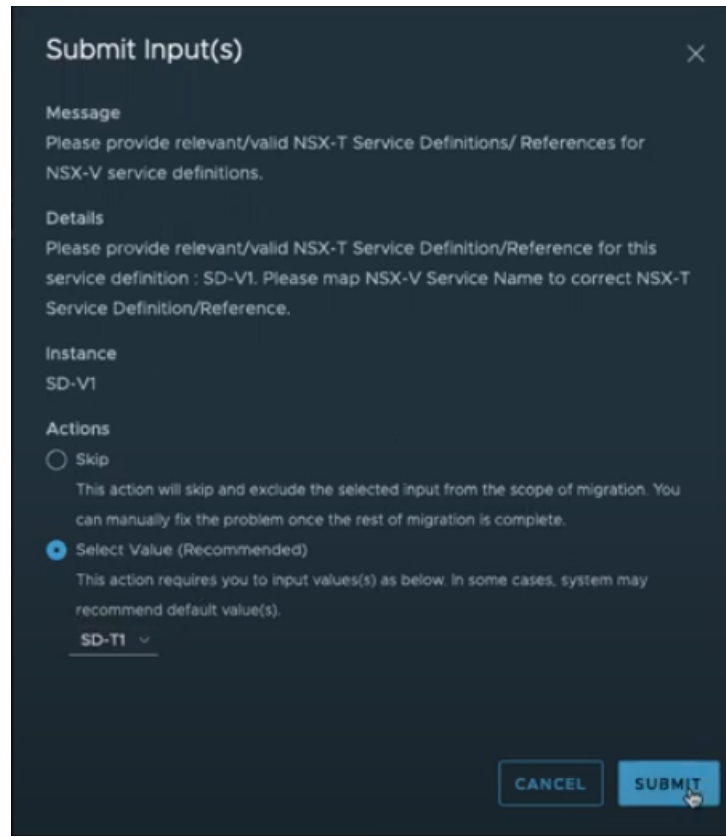 Submit Input(s)
Message
Please provide relevant/valid NSX-T Service Definitions/ References for
NSX-V service definitions.
Details
Please provide relevant/valid NSX-T Service Definition/Reference for this
service definition : SD-V1. Please map NSX-V Service Name to correct NSX-T
Service Definition/Reference.
Instance
SD-V1
Actions
Skip
This action will skip and exclude the selected input from the scope of migration. You
can manually fix the problem once the rest of migration is complete.
Select Value (Recommended)
This action requires you to input values(s) as below. In some cases, system may
recommend default value(s).
SD-T1
CANCEL
SUBMIT